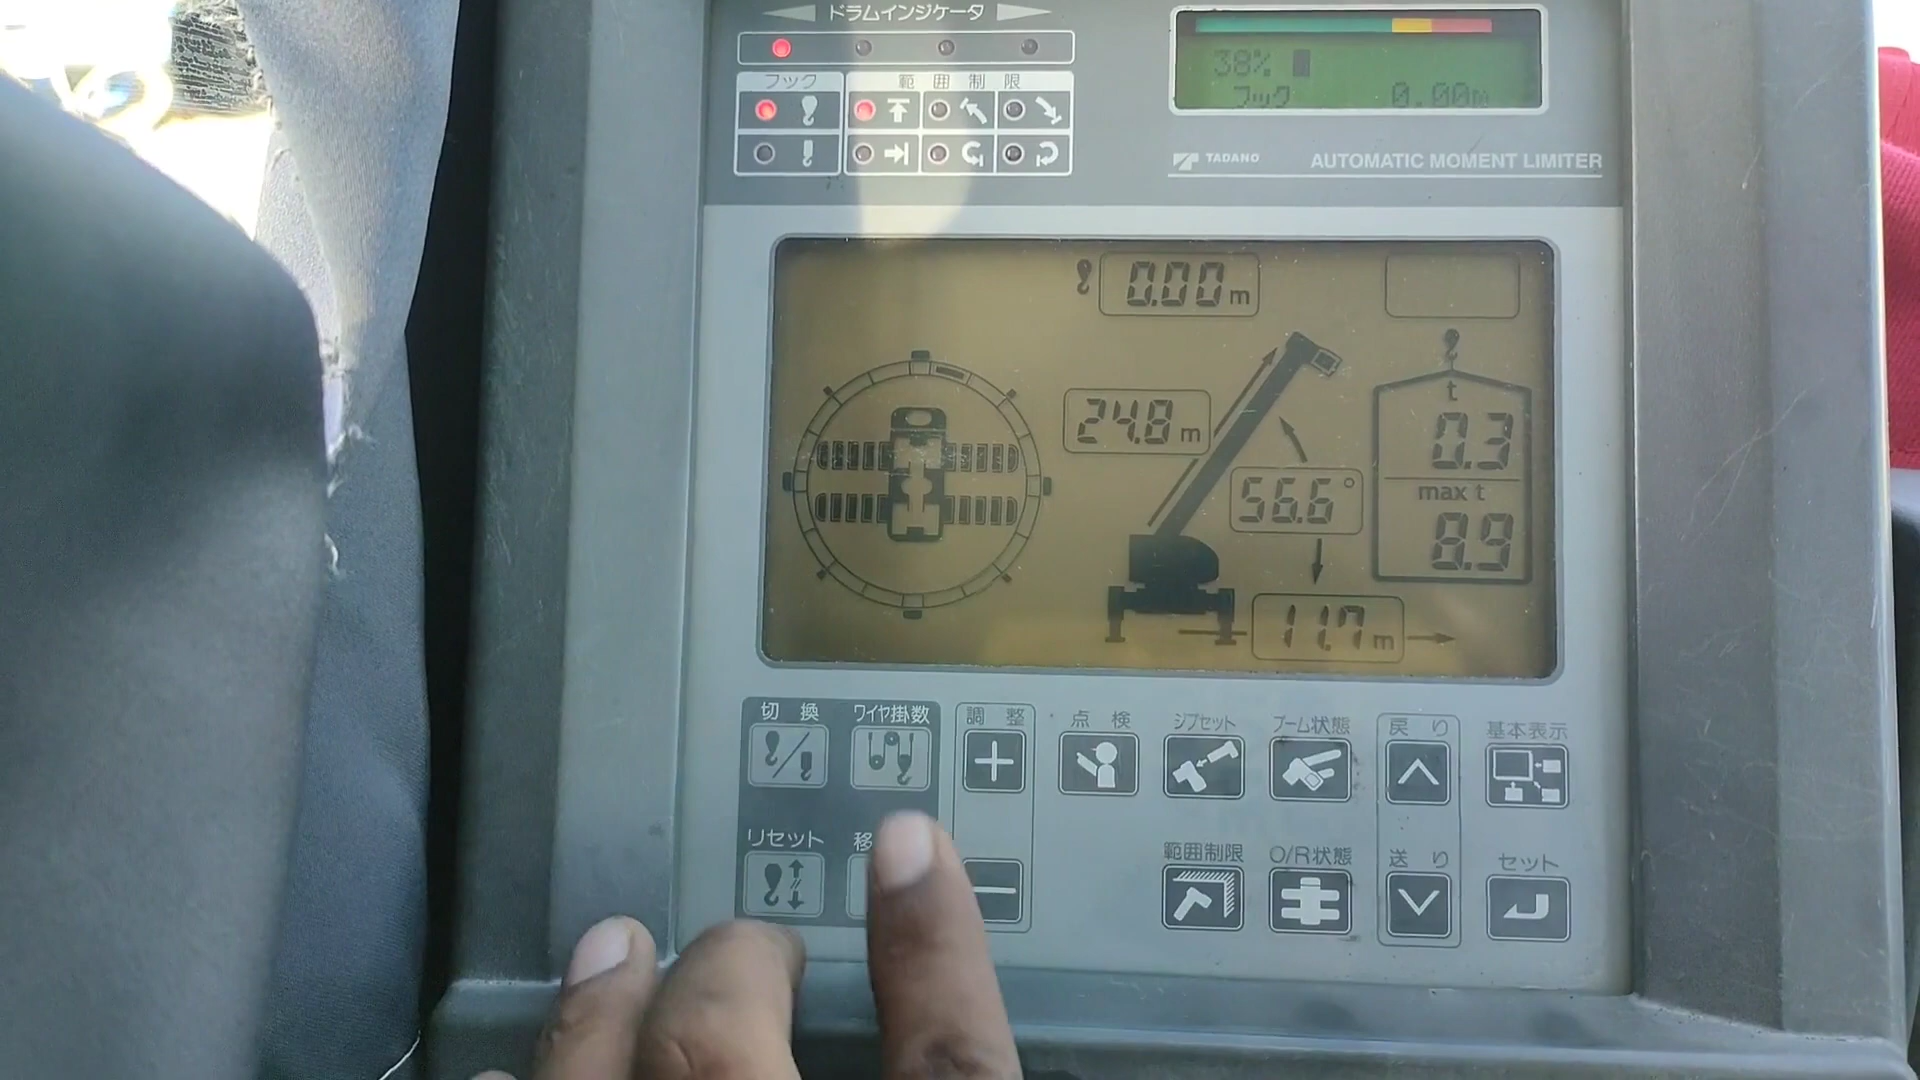 ドラムインジケータ
フック 範囲制限
38%
フック 0.00m
TADANO AUTOMATIC MOMENT LIMITER
0.00 m
24.8 m
56.6°
11.7 m
t
0.3
max t
8.9
切換 ワイヤ掛数 調整 点検 ジブセット ブーム状態 戻り 基本表示
リセット 移 範囲制限 O/R状態 送り セット